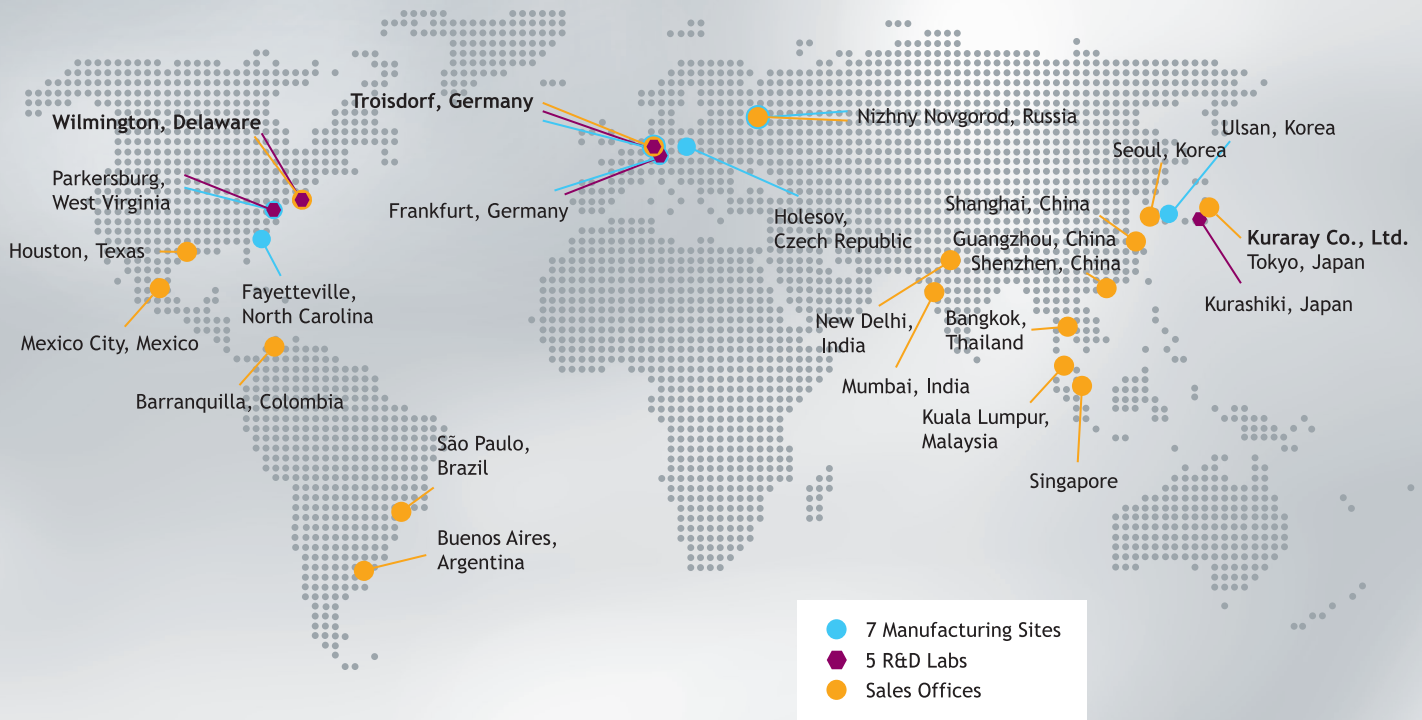 Troisdorf, Germany
Wilmington, Delaware
Nizhny Novgorod, Russia
Ulsan, Korea
Seoul, Korea
Parkersburg,
West Virginia
Frankfurt, Germany
Holesov,
Czech Republic
Shanghai, China
Guangzhou, China
Shenzhen, China
Kuraray Co., Ltd.
Tokyo, Japan
Houston, Texas
Kurashiki, Japan
Fayetteville,
North Carolina
Mexico City, Mexico
New Delhi,
India
Bangkok,
Thailand
Mumbai, India
Barranquilla, Colombia
Kuala Lumpur,
Malaysia
São Paulo,
Brazil
Singapore
Buenos Aires,
Argentina
7 Manufacturing Sites
5 R&D Labs
Sales Offices